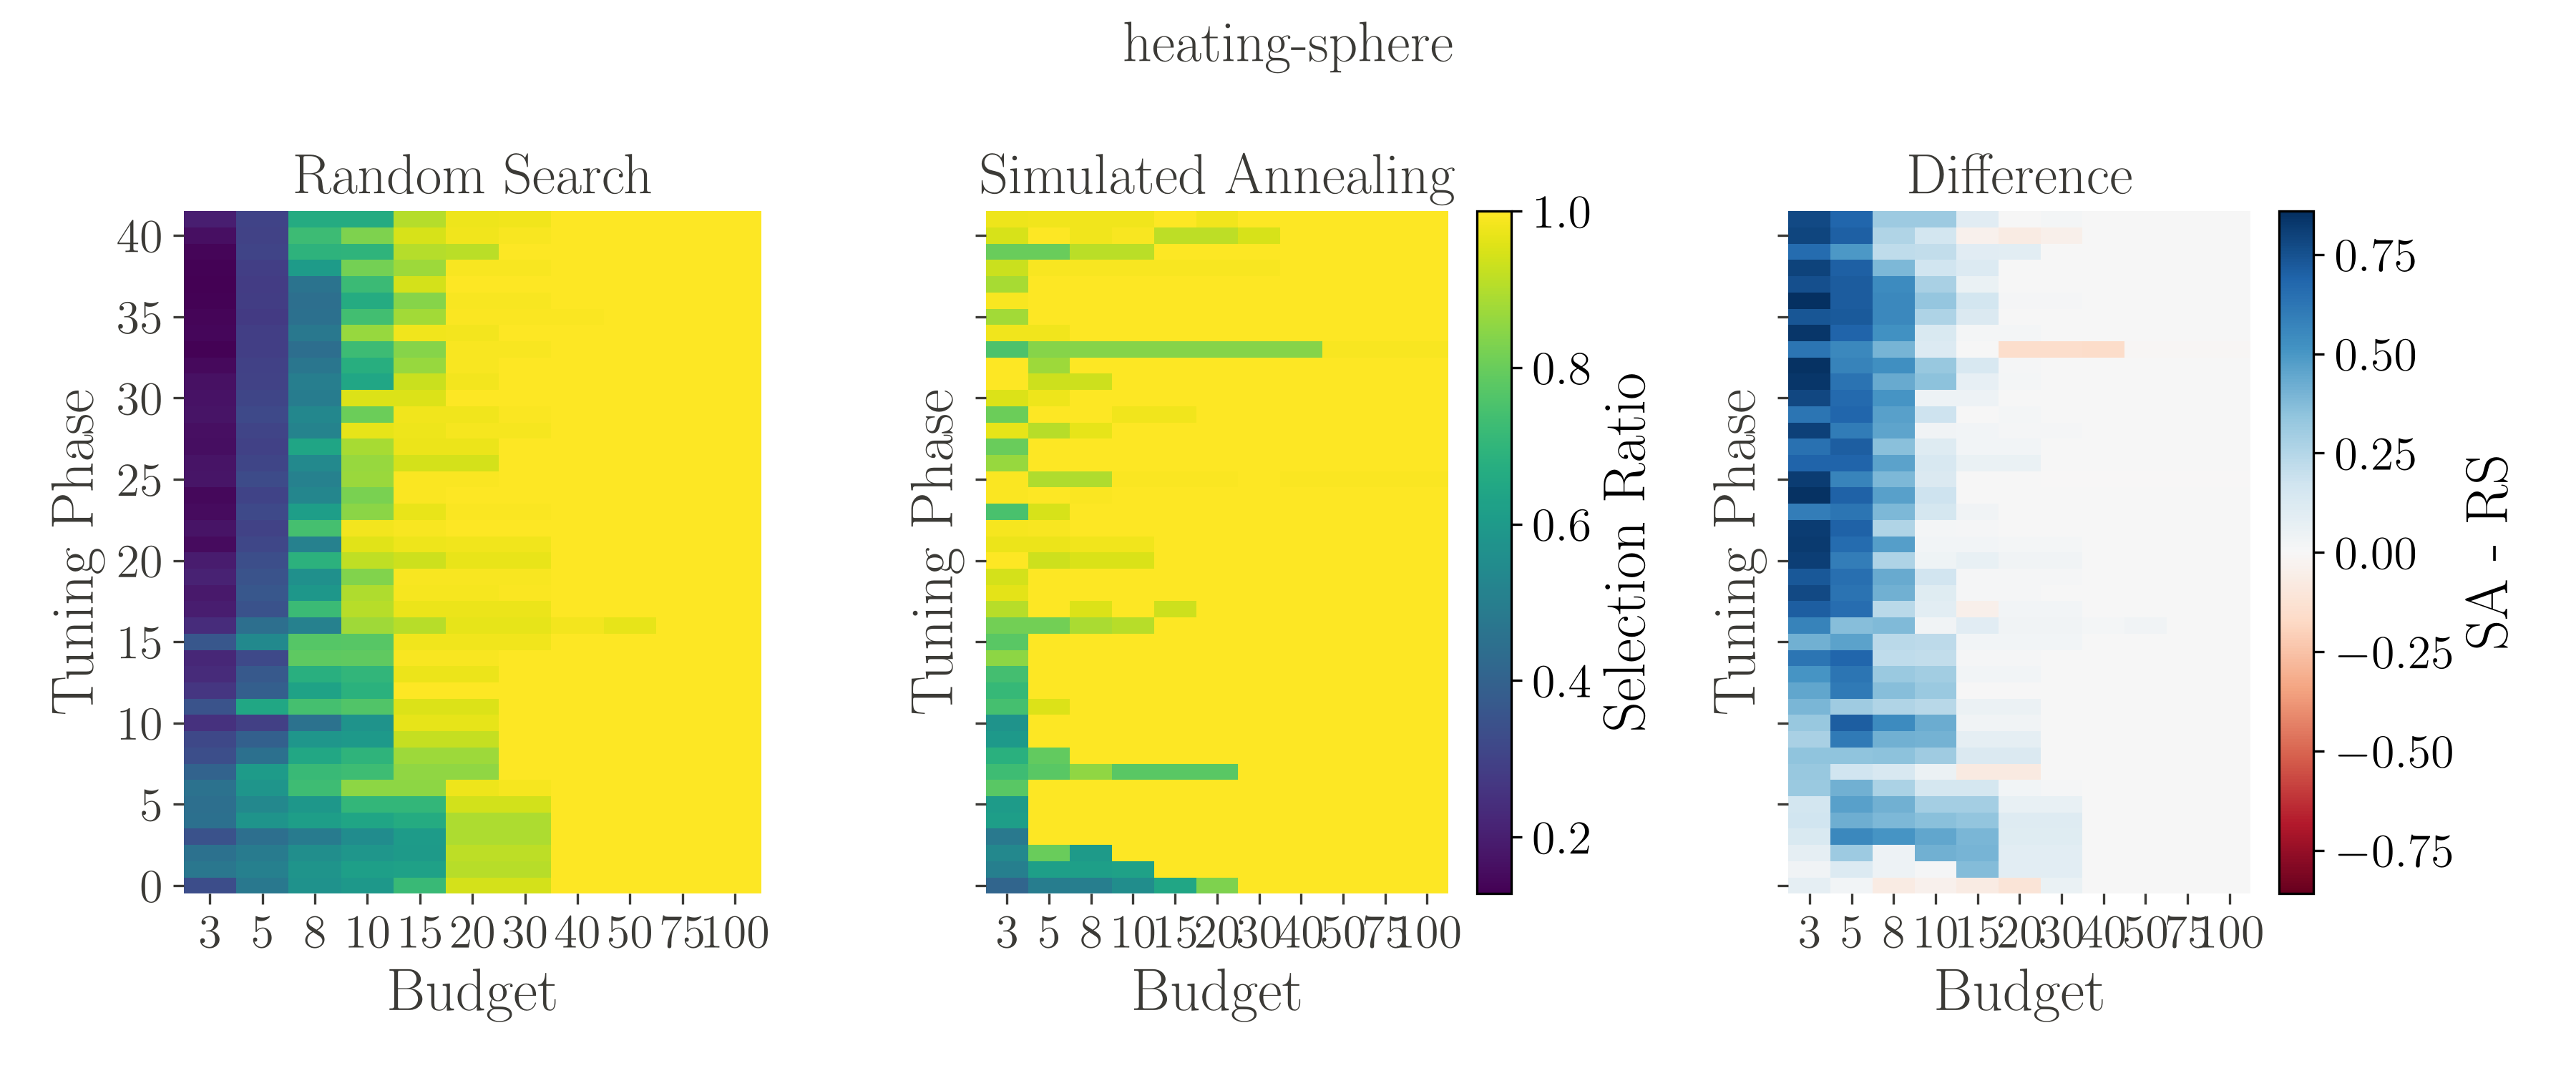 heating-sphere
Random Search
Simulated Annealing
Difference
Tuning Phase
40
35
30
25
20
15
10
5
0
3 5 8 10 15 20 30 40 50 75 100
Budget
Tuning Phase
3 5 8 10 15 20 30 40 50 75 100
Budget
1.0
0.8
0.6
0.4
0.2
Selection Ratio
Tuning Phase
3 5 8 10 15 20 30 40 50 75 100
Budget
0.75
0.50
0.25
0.00
−0.25
−0.50
−0.75
SA - RS